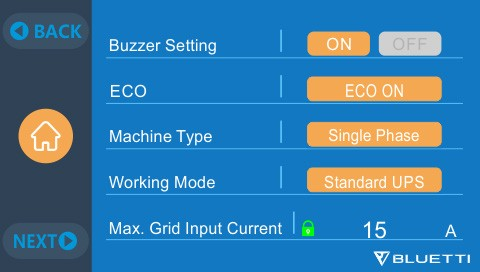 BACK
Buzzer Setting ON OFF
ECO ECO ON
Machine Type Single Phase
Working Mode Standard UPS
Max. Grid Input Current 15 A
NEXT
BLUETTI